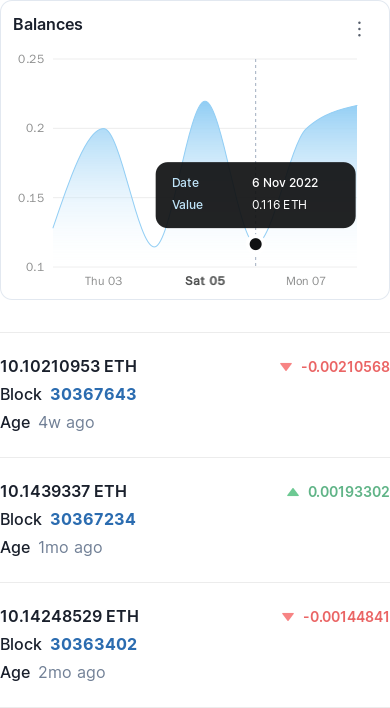 Balances
0.25
0.2
0.15
0.1
Date 6 Nov 2022
Value 0.116 ETH
Thu 03 Sat 05 Mon 07
10.10210953 ETH -0.00210568
Block 30367643
Age 4w ago
10.1439337 ETH 0.00193302
Block 30367234
Age 1mo ago
10.14248529 ETH -0.00144841
Block 30363402
Age 2mo ago